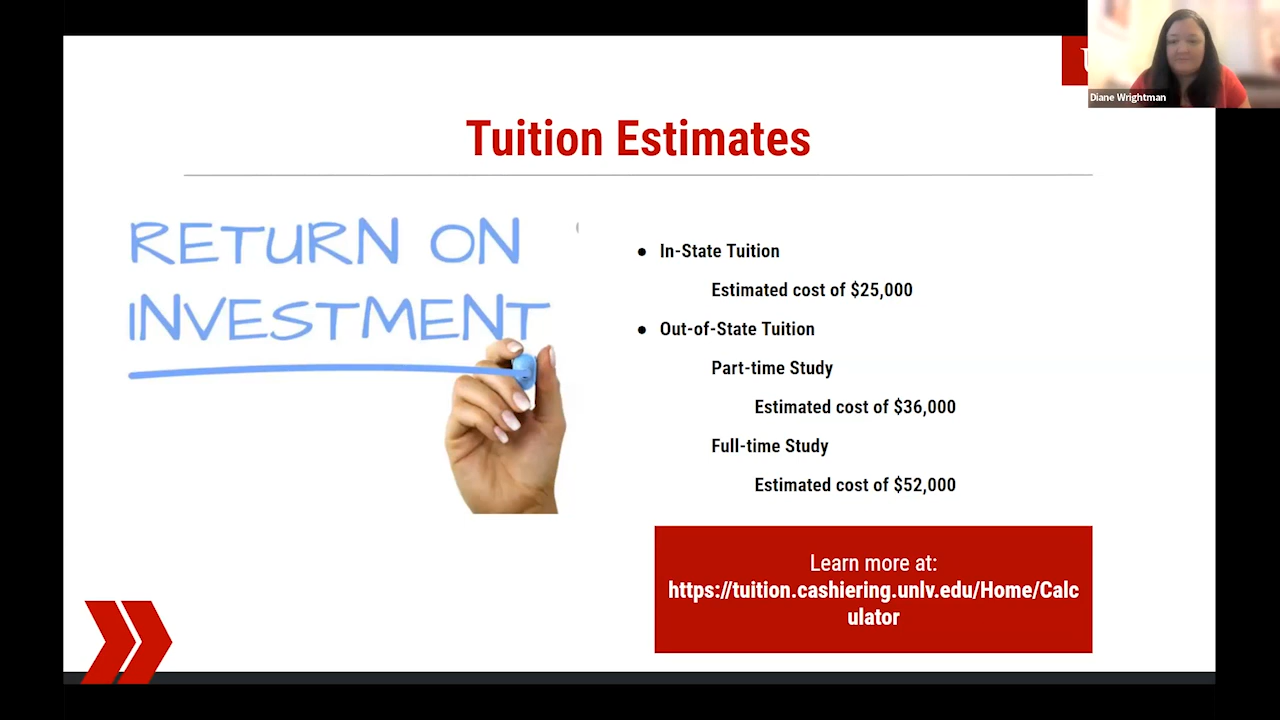 Diane Wrightman
Tuition Estimates
RETURN ON
INVESTMENT
● In-State Tuition
Estimated cost of $25,000
● Out-of-State Tuition
Part-time Study
Estimated cost of $36,000
Full-time Study
Estimated cost of $52,000
Learn more at:
https://tuition.cashiering.unlv.edu/Home/Calc
ulator